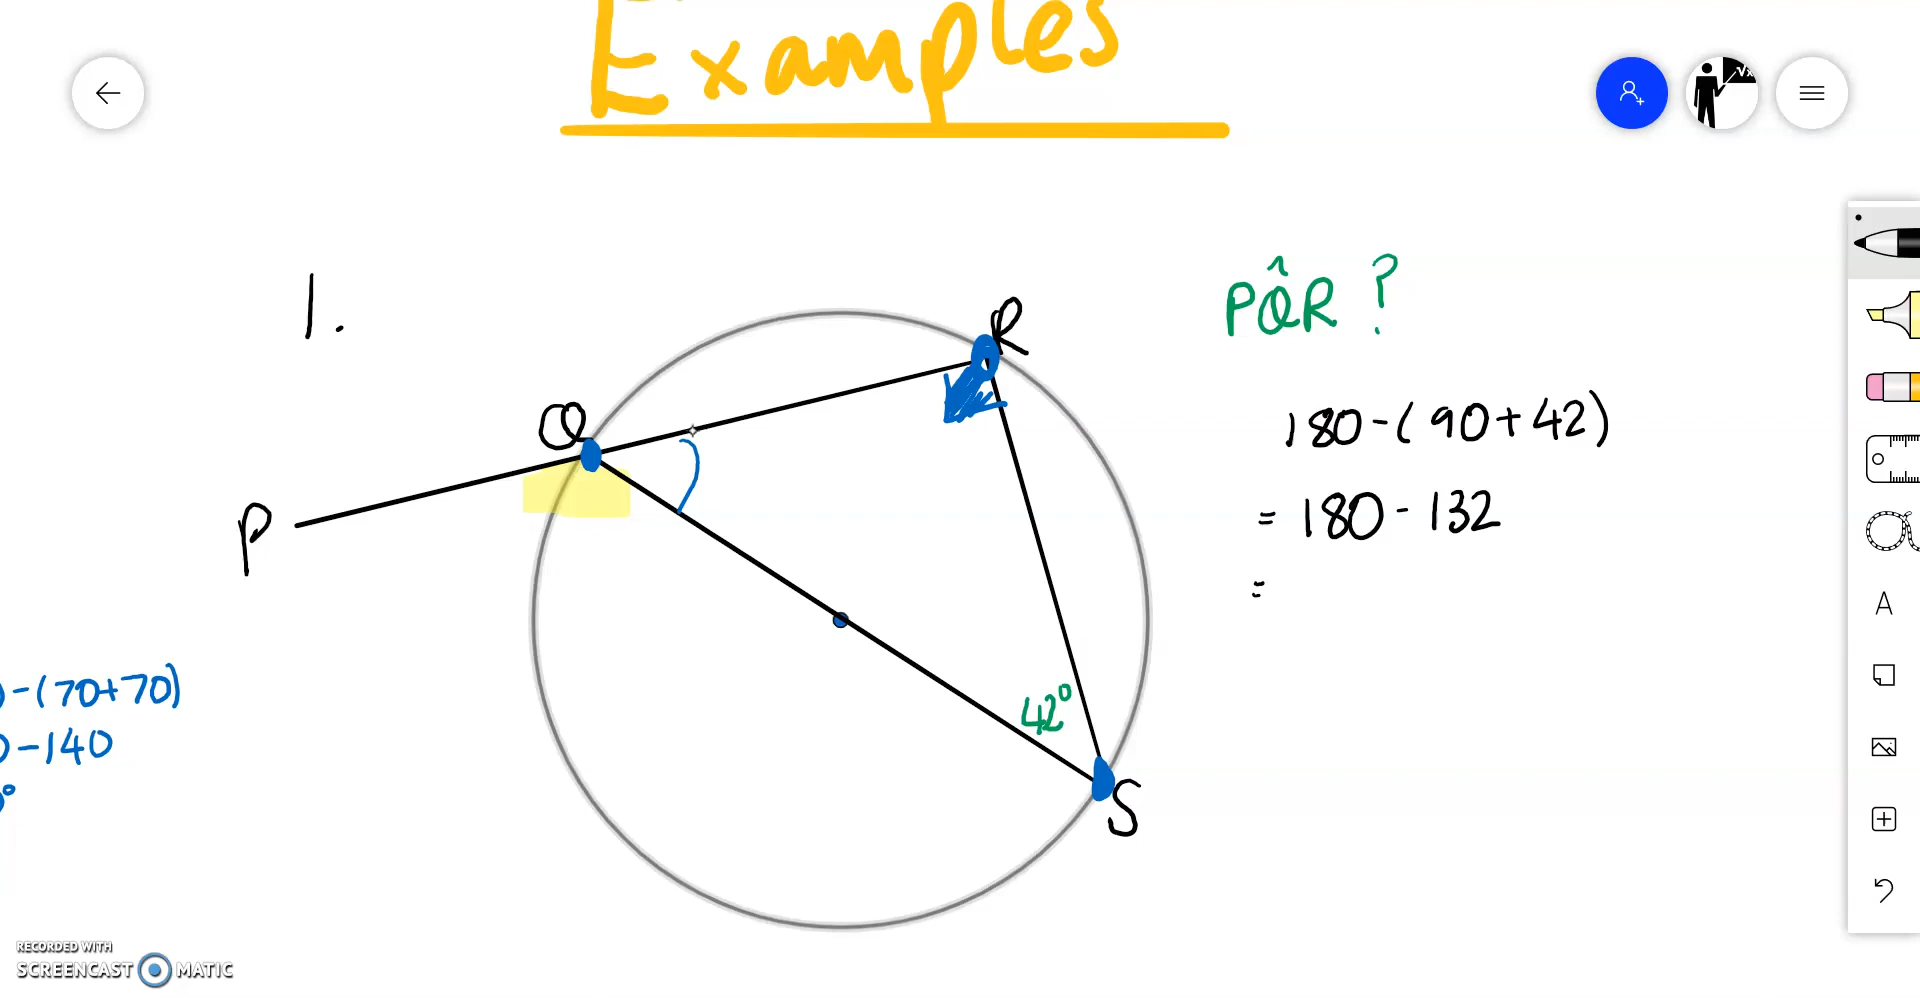 Examples
√x
1.
PQ̂R ?
R
Q
P
180-(90+42)
= 180-132
=
42°
S
-(70+70)
-140
°
A
RECORDED WITH
SCREENCAST MATIC